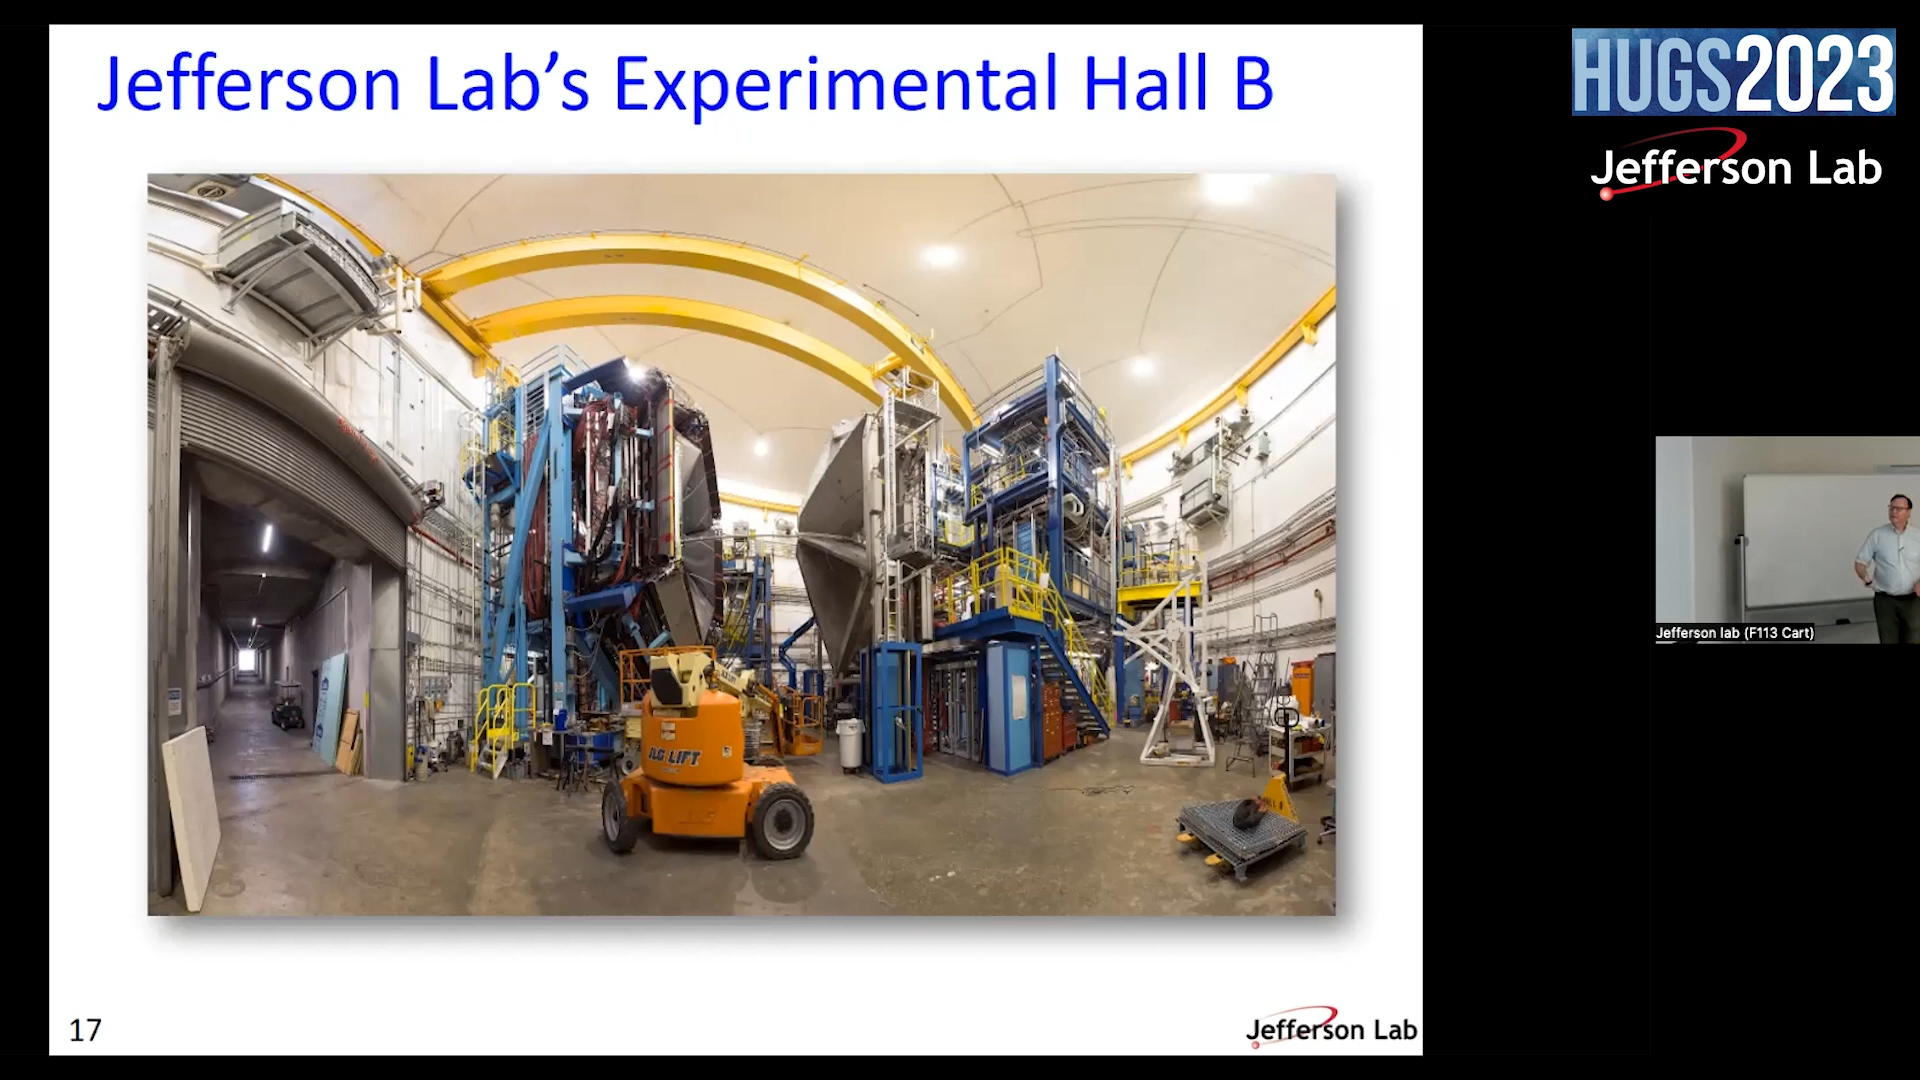 Jefferson Lab’s Experimental Hall B
JLG LIFT
17
Jefferson Lab
HUGS2023
Jefferson Lab
Jefferson lab (F113 Cart)